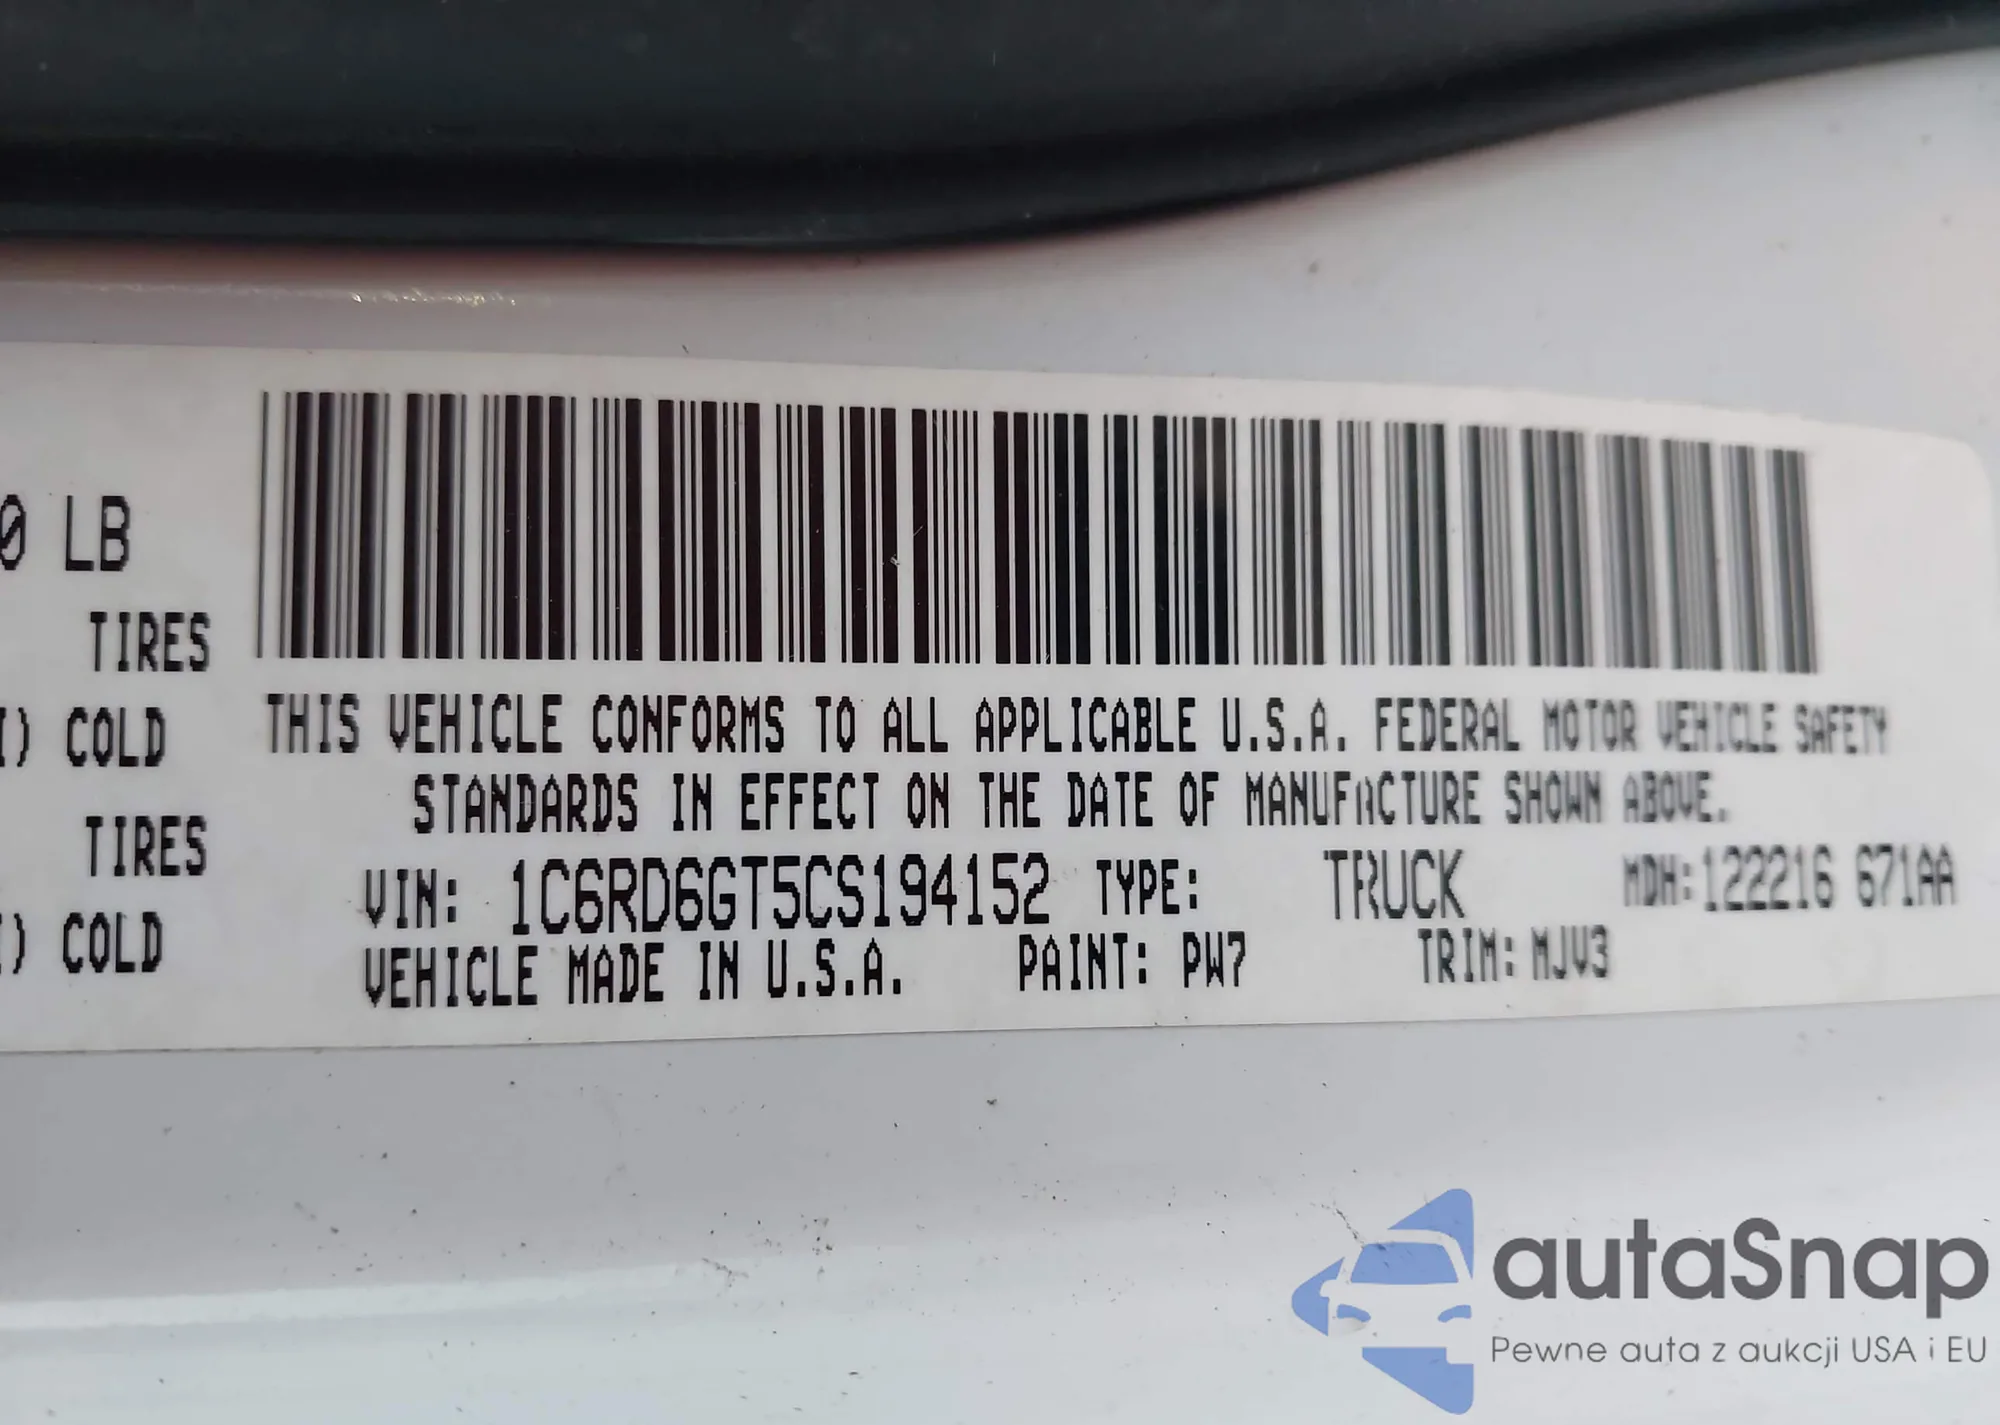 0 LB
TIRES
I) COLD
TIRES
I) COLD
THIS VEHICLE CONFORMS TO ALL APPLICABLE U.S.A. FEDERAL MOTOR VEHICLE SAFETY
STANDARDS IN EFFECT ON THE DATE OF MANUFACTURE SHOWN ABOVE.
VIN: 1C6RD6GT5CS194152 TYPE: TRUCK MDH:122216 671AA
VEHICLE MADE IN U.S.A. PAINT: PW7 TRIM: MJV3
autaSnap
Pewne auta z aukcji USA i EU